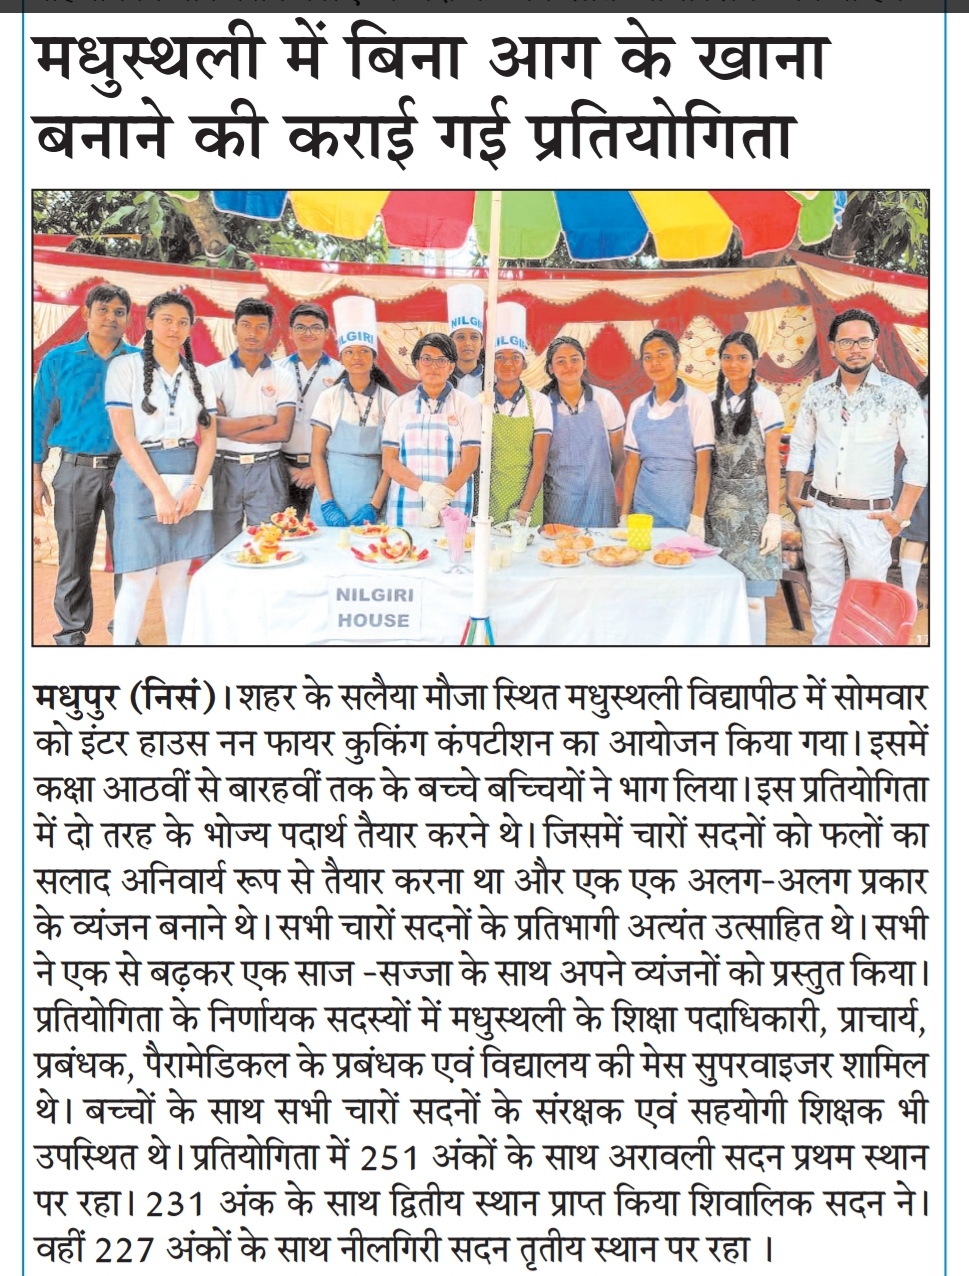 मधुस्थली में बिना आग के खाना
बनाने की कराई गई प्रतियोगिता
NILGIRI
NILGI
NILGI
NILGIRI
HOUSE
मधुपुर (निसं)। शहर के सलैया मौजा स्थित मधुस्थली विद्यापीठ में सोमवार
को इंटर हाउस नन फायर कुकिंग कंपटीशन का आयोजन किया गया। इसमें
कक्षा आठवीं से बारहवीं तक के बच्चे बच्चियों ने भाग लिया। इस प्रतियोगिता
में दो तरह के भोज्य पदार्थ तैयार करने थे। जिसमें चारों सदनों को फलों का
सलाद अनिवार्य रूप से तैयार करना था और एक एक अलग-अलग प्रकार
के व्यंजन बनाने थे। सभी चारों सदनों के प्रतिभागी अत्यंत उत्साहित थे। सभी
ने एक से बढ़कर एक साज -सज्जा के साथ अपने व्यंजनों को प्रस्तुत किया।
प्रतियोगिता के निर्णायक सदस्यों में मधुस्थली के शिक्षा पदाधिकारी, प्राचार्य,
प्रबंधक, पैरामेडिकल के प्रबंधक एवं विद्यालय की मेस सुपरवाइजर शामिल
थे। बच्चों के साथ सभी चारों सदनों के संरक्षक एवं सहयोगी शिक्षक भी
उपस्थित थे। प्रतियोगिता में 251 अंकों के साथ अरावली सदन प्रथम स्थान
पर रहा। 231 अंक के साथ द्वितीय स्थान प्राप्त किया शिवालिक सदन ने।
वहीं 227 अंकों के साथ नीलगिरी सदन तृतीय स्थान पर रहा ।